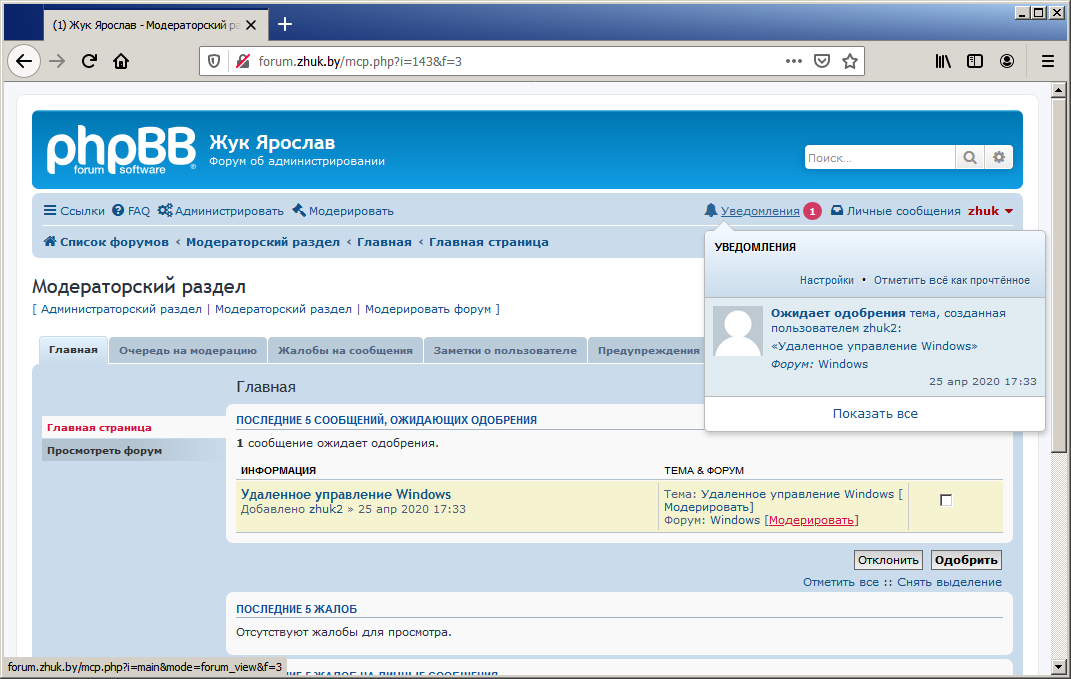 (1) Жук Ярослав - Модераторский ра
forum.zhuk.by/mcp.php?i=143&f=3
phpBB
forum software
®
Жук Ярослав
Форум об администрировании
Поиск…
Ссылки FAQ Администрировать Модерировать
Уведомления 1 Личные сообщения zhuk
Список форумов ‹ Модераторский раздел ‹ Главная ‹ Главная страница
УВЕДОМЛЕНИЯ
Настройки • Отметить всё как прочтённое
Ожидает одобрения тема, созданная
пользователем zhuk2:
«Удаленное управление Windows»
Форум: Windows
25 апр 2020 17:33
Показать все
Модераторский раздел
[ Администраторский раздел | Модераторский раздел | Модерировать форум ]
Главная Очередь на модерацию Жалобы на сообщения Заметки о пользователе Предупреждения
Главная страница
Просмотреть форум
Главная
ПОСЛЕДНИЕ 5 СООБЩЕНИЙ, ОЖИДАЮЩИХ ОДОБРЕНИЯ
1 сообщение ожидает одобрения.
ИНФОРМАЦИЯ ТЕМА & ФОРУМ
Удаленное управление Windows
Добавлено zhuk2 » 25 апр 2020 17:33
Тема: Удаленное управление Windows [
Модерировать]
Форум: Windows [Модерировать]
Отклонить Одобрить
Отметить все :: Снять выделение
ПОСЛЕДНИЕ 5 ЖАЛОБ
Отсутствуют жалобы для просмотра.
ИЕ 5 ЖАЛОБ НА ЛИЧНЫЕ СООБЩЕНИЯ
forum.zhuk.by/mcp.php?i=main&mode=forum_view&f=3